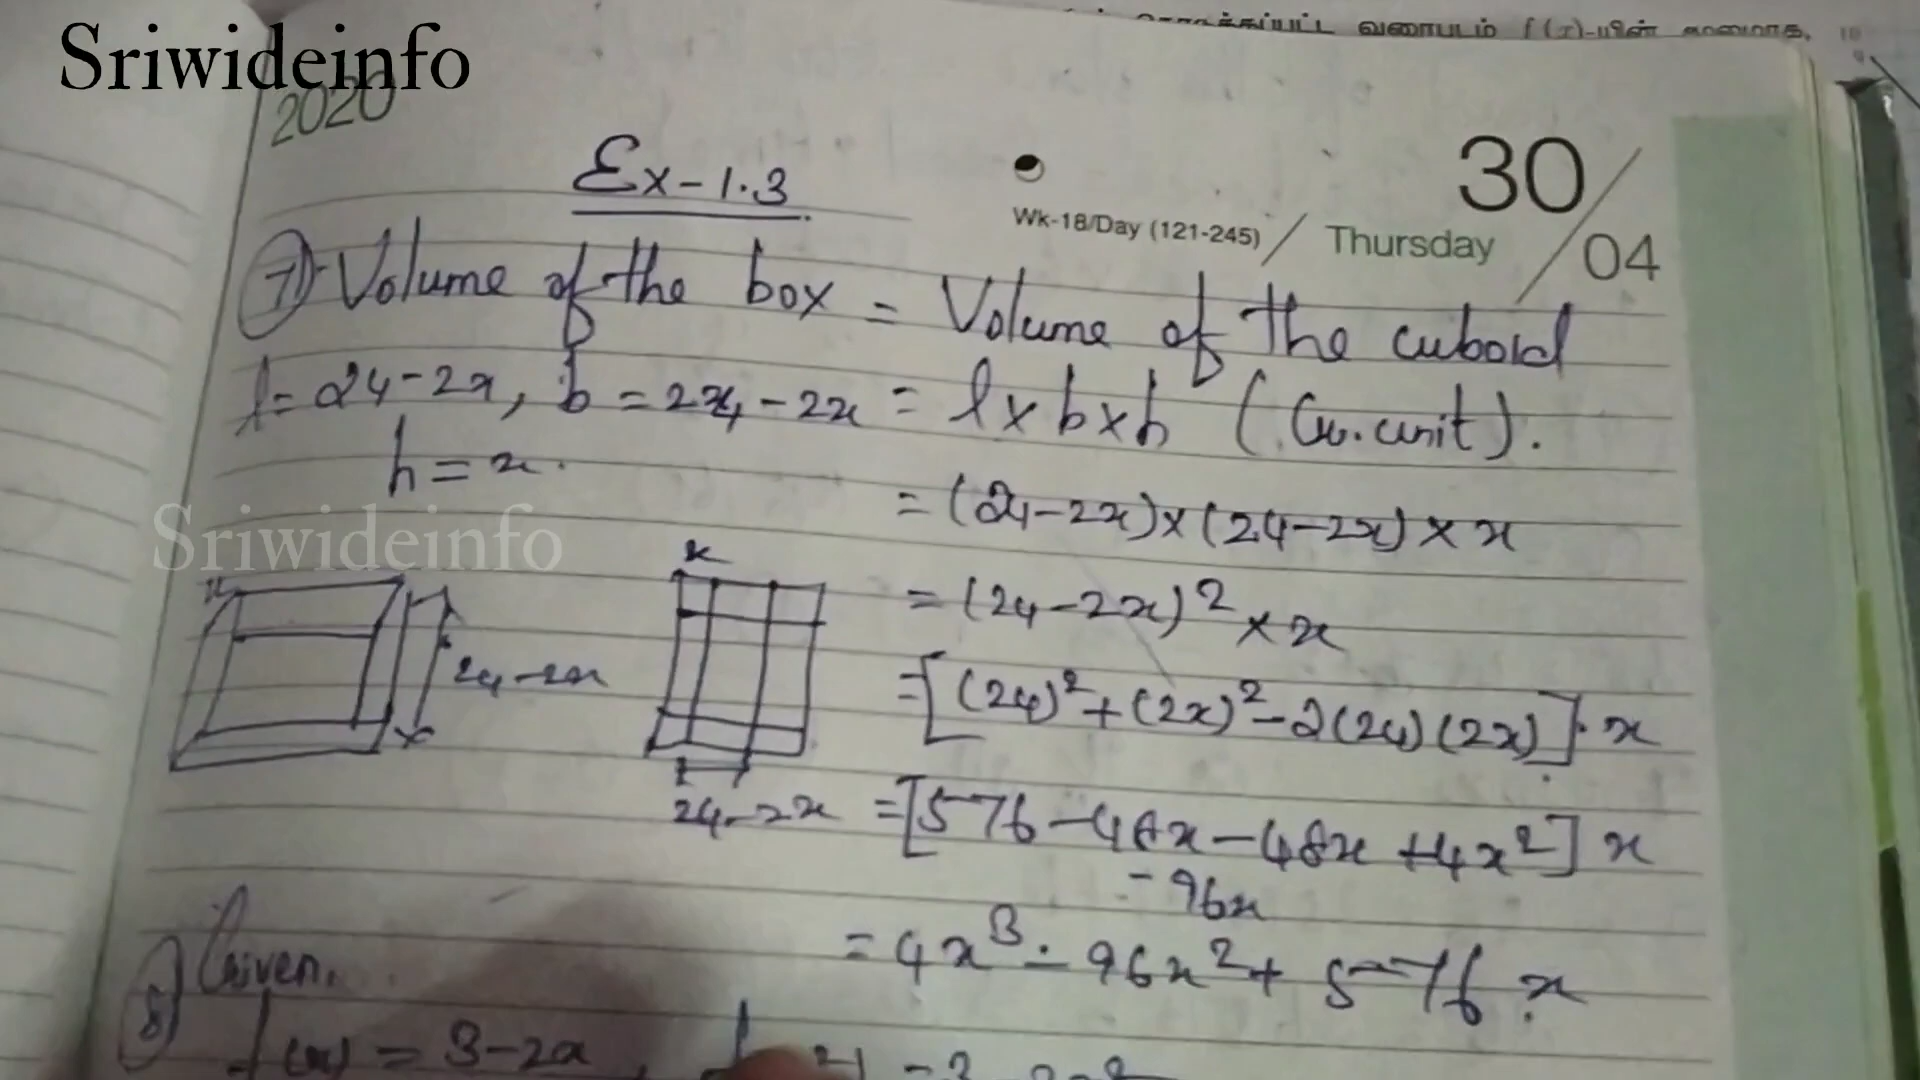 Sriwideinfo
வரைபடம் f(x)-யின்
2020
30/04
Wk-18/Day (121-245) / Thursday
Ex-1.3
7) Volume of the box = Volume of the cuboid
l = 24-2x, b = 24-2x = l x b x h (Cu.unit).
h = x.
= (24-2x) x (24-2x) x x
Sriwideinfo
x
x
= (24-2x)² x x
24-2x
= [(24)² + (2x)² - 2(24)(2x)]. x
x
24-2x
= [576 - 48x - 48x + 4x²] x
- 96x
= 4x³ - 96x² + 576x
8) Given.
f(x) = 3-2x,